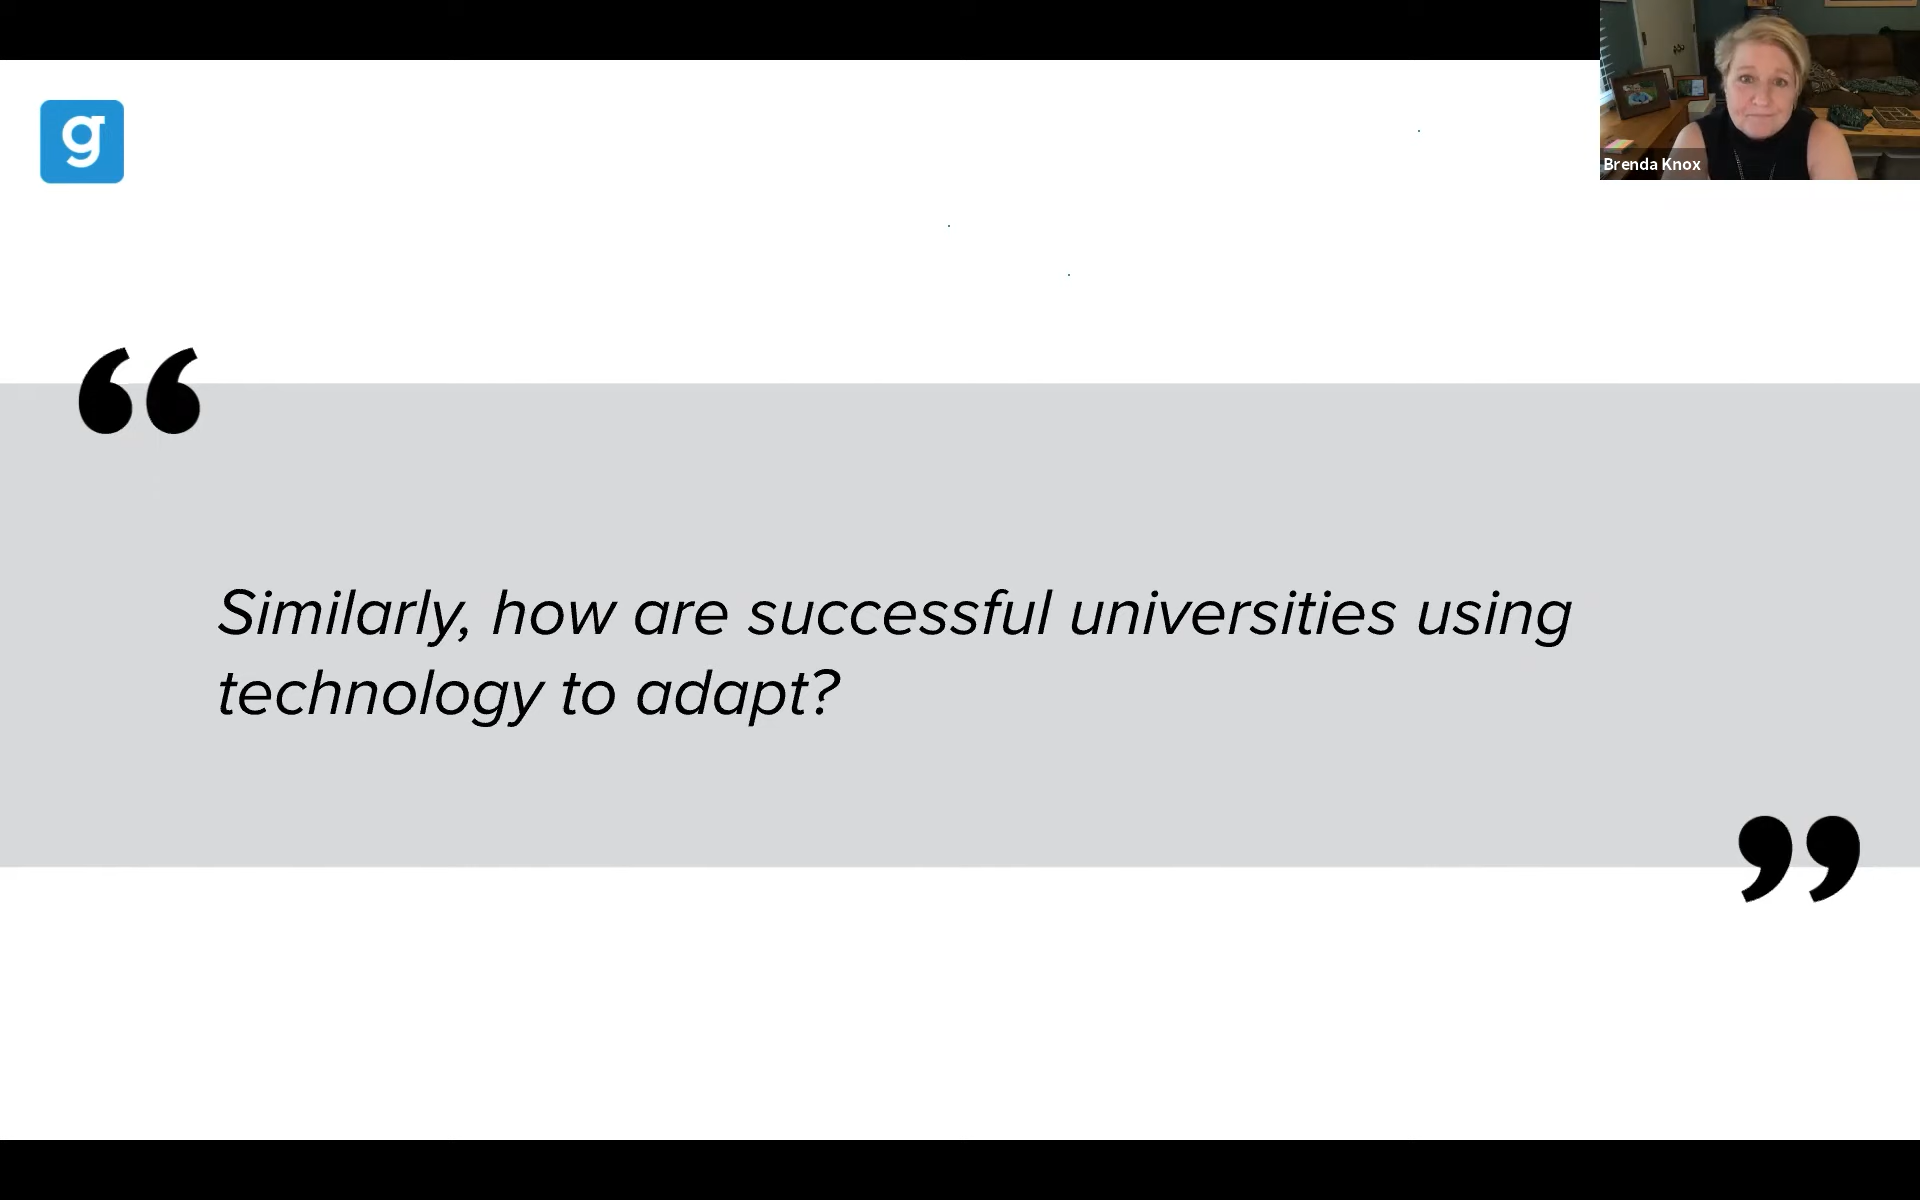 g
Brenda Knox
“
Similarly, how are successful universities using
technology to adapt?
”